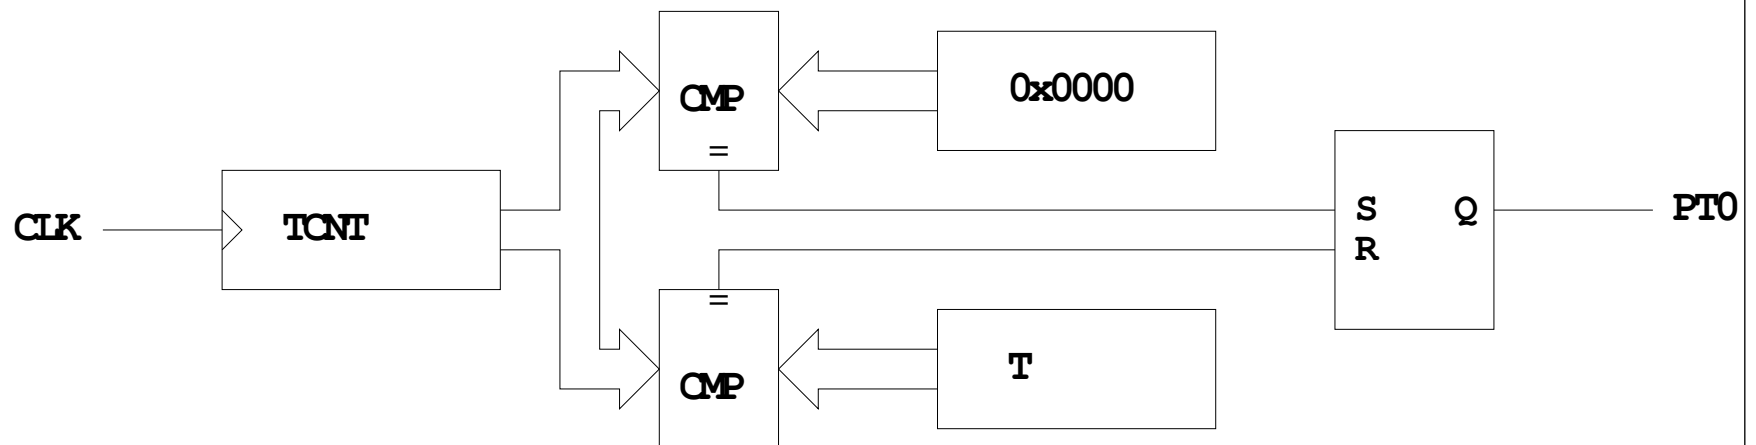 CMP
=
0x0000
CLK
TCNT
S
Q
R
PT0
=
CMP
T